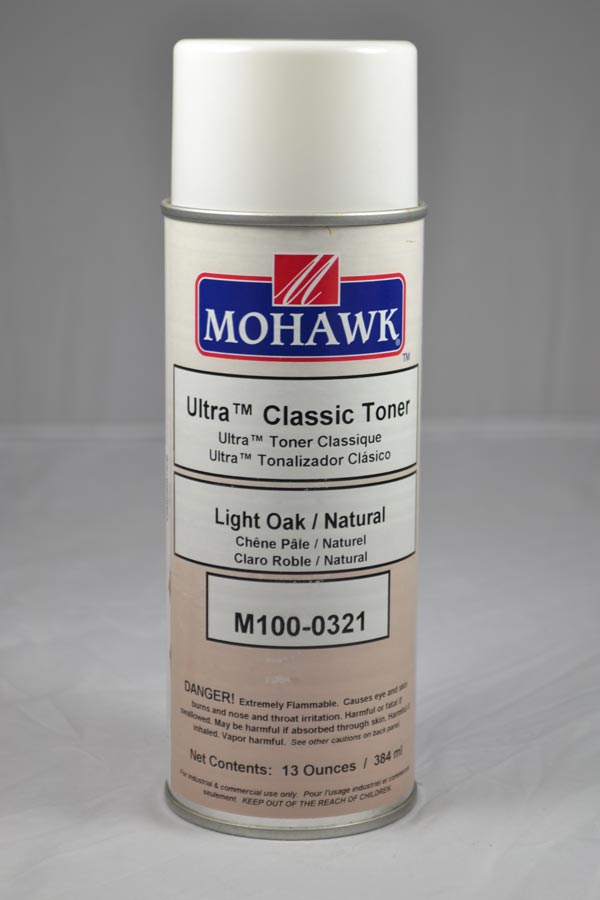 M
MOHAWK®
™
Ultra™ Classic Toner
Ultra™ Toner Classique
Ultra™ Tonalizador Clásico
Light Oak / Natural
Chêne Pâle / Naturel
Claro Roble / Natural
M100-0321
DANGER! Extremely Flammable. Causes eye and skin
burns and nose and throat irritation. Harmful or fatal if
swallowed. May be harmful if absorbed through skin. Harmful if
inhaled. Vapor harmful. See other cautions on back panel.
Net Contents: 13 Ounces / 384 ml
For industrial & commercial use only. Pour l'usage industriel et commercial
seulement. KEEP OUT OF THE REACH OF CHILDREN.